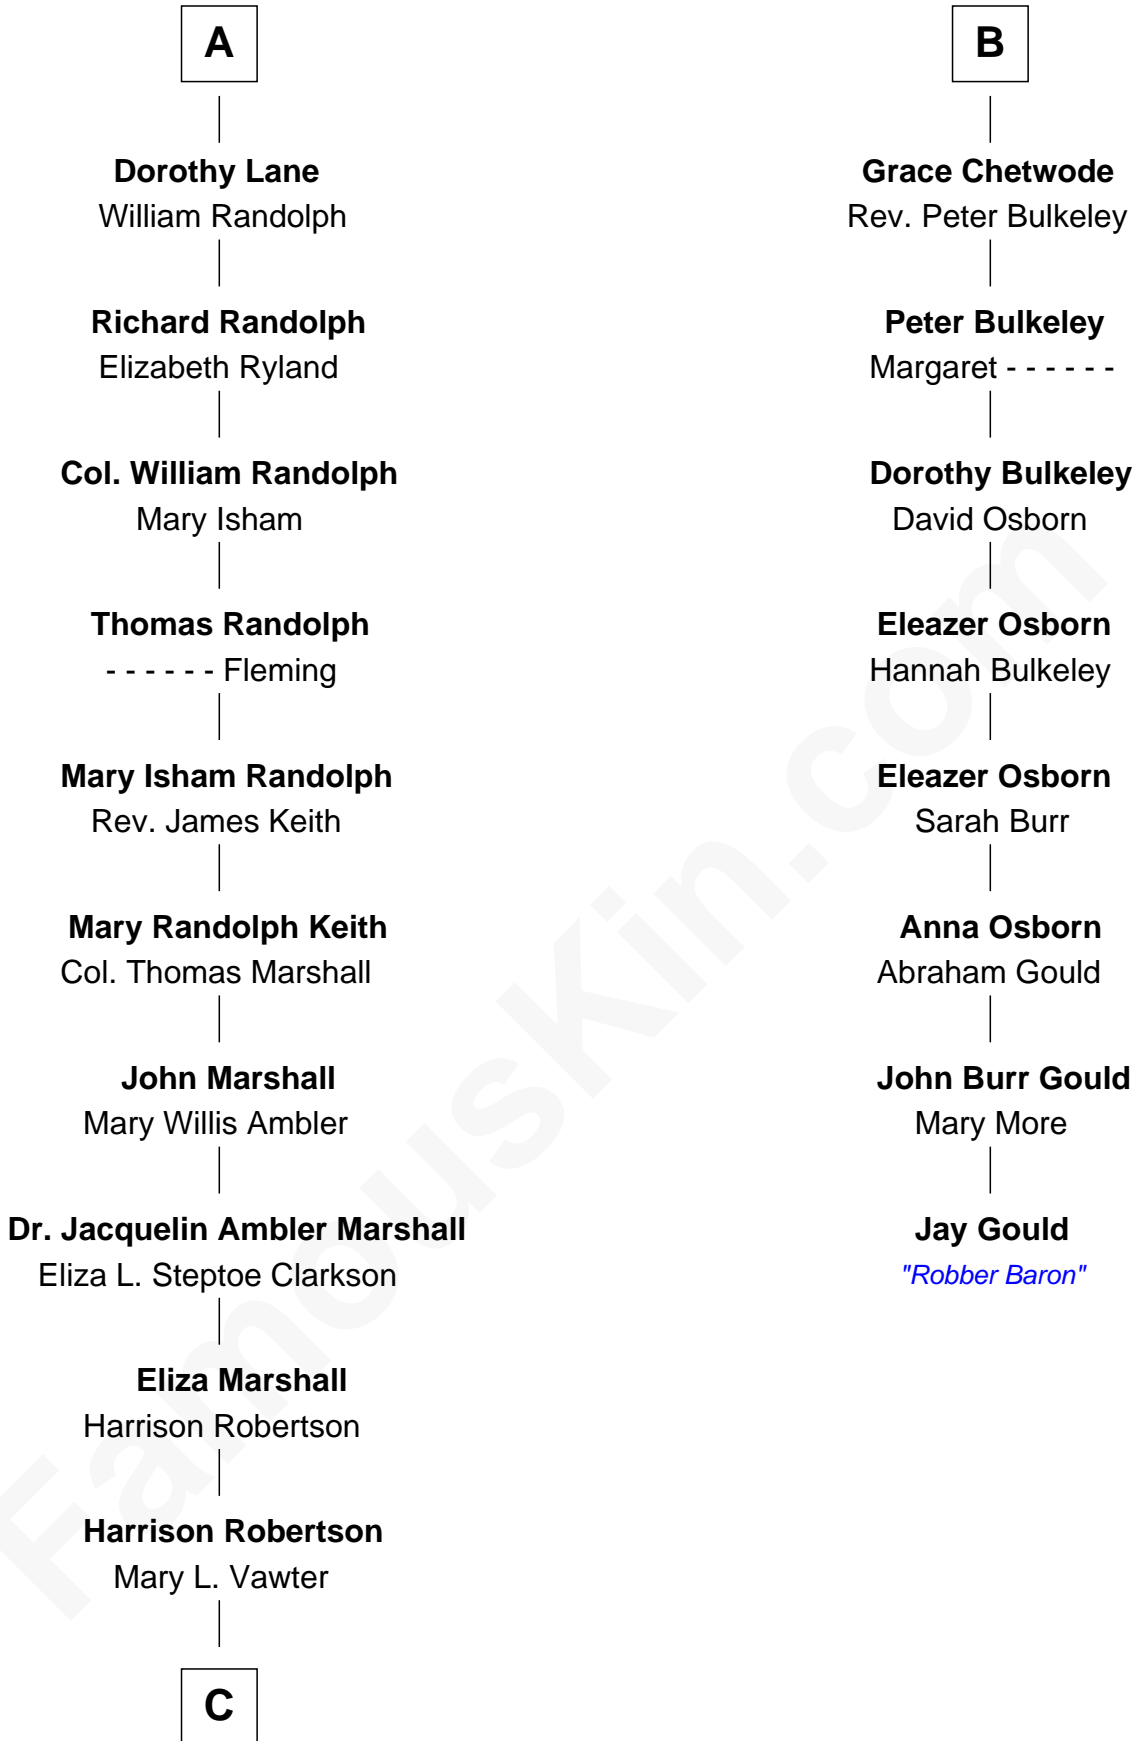 A
Dorothy Lane
William Randolph
Richard Randolph
Elizabeth Ryland
Col. William Randolph
Mary Isham
Thomas Randolph
- - - - - - Fleming
Mary Isham Randolph
Rev. James Keith
Mary Randolph Keith
Col. Thomas Marshall
John Marshall
Mary Willis Ambler
Dr. Jacquelin Ambler Marshall
Eliza L. Steptoe Clarkson
Eliza Marshall
Harrison Robertson
Harrison Robertson
Mary L. Vawter
C
B
Grace Chetwode
Rev. Peter Bulkeley
Peter Bulkeley
Margaret - - - - - -
Dorothy Bulkeley
David Osborn
Eleazer Osborn
Hannah Bulkeley
Eleazer Osborn
Sarah Burr
Anna Osborn
Abraham Gould
John Burr Gould
Mary More
Jay Gould
"Robber Baron"
FamousKin.com